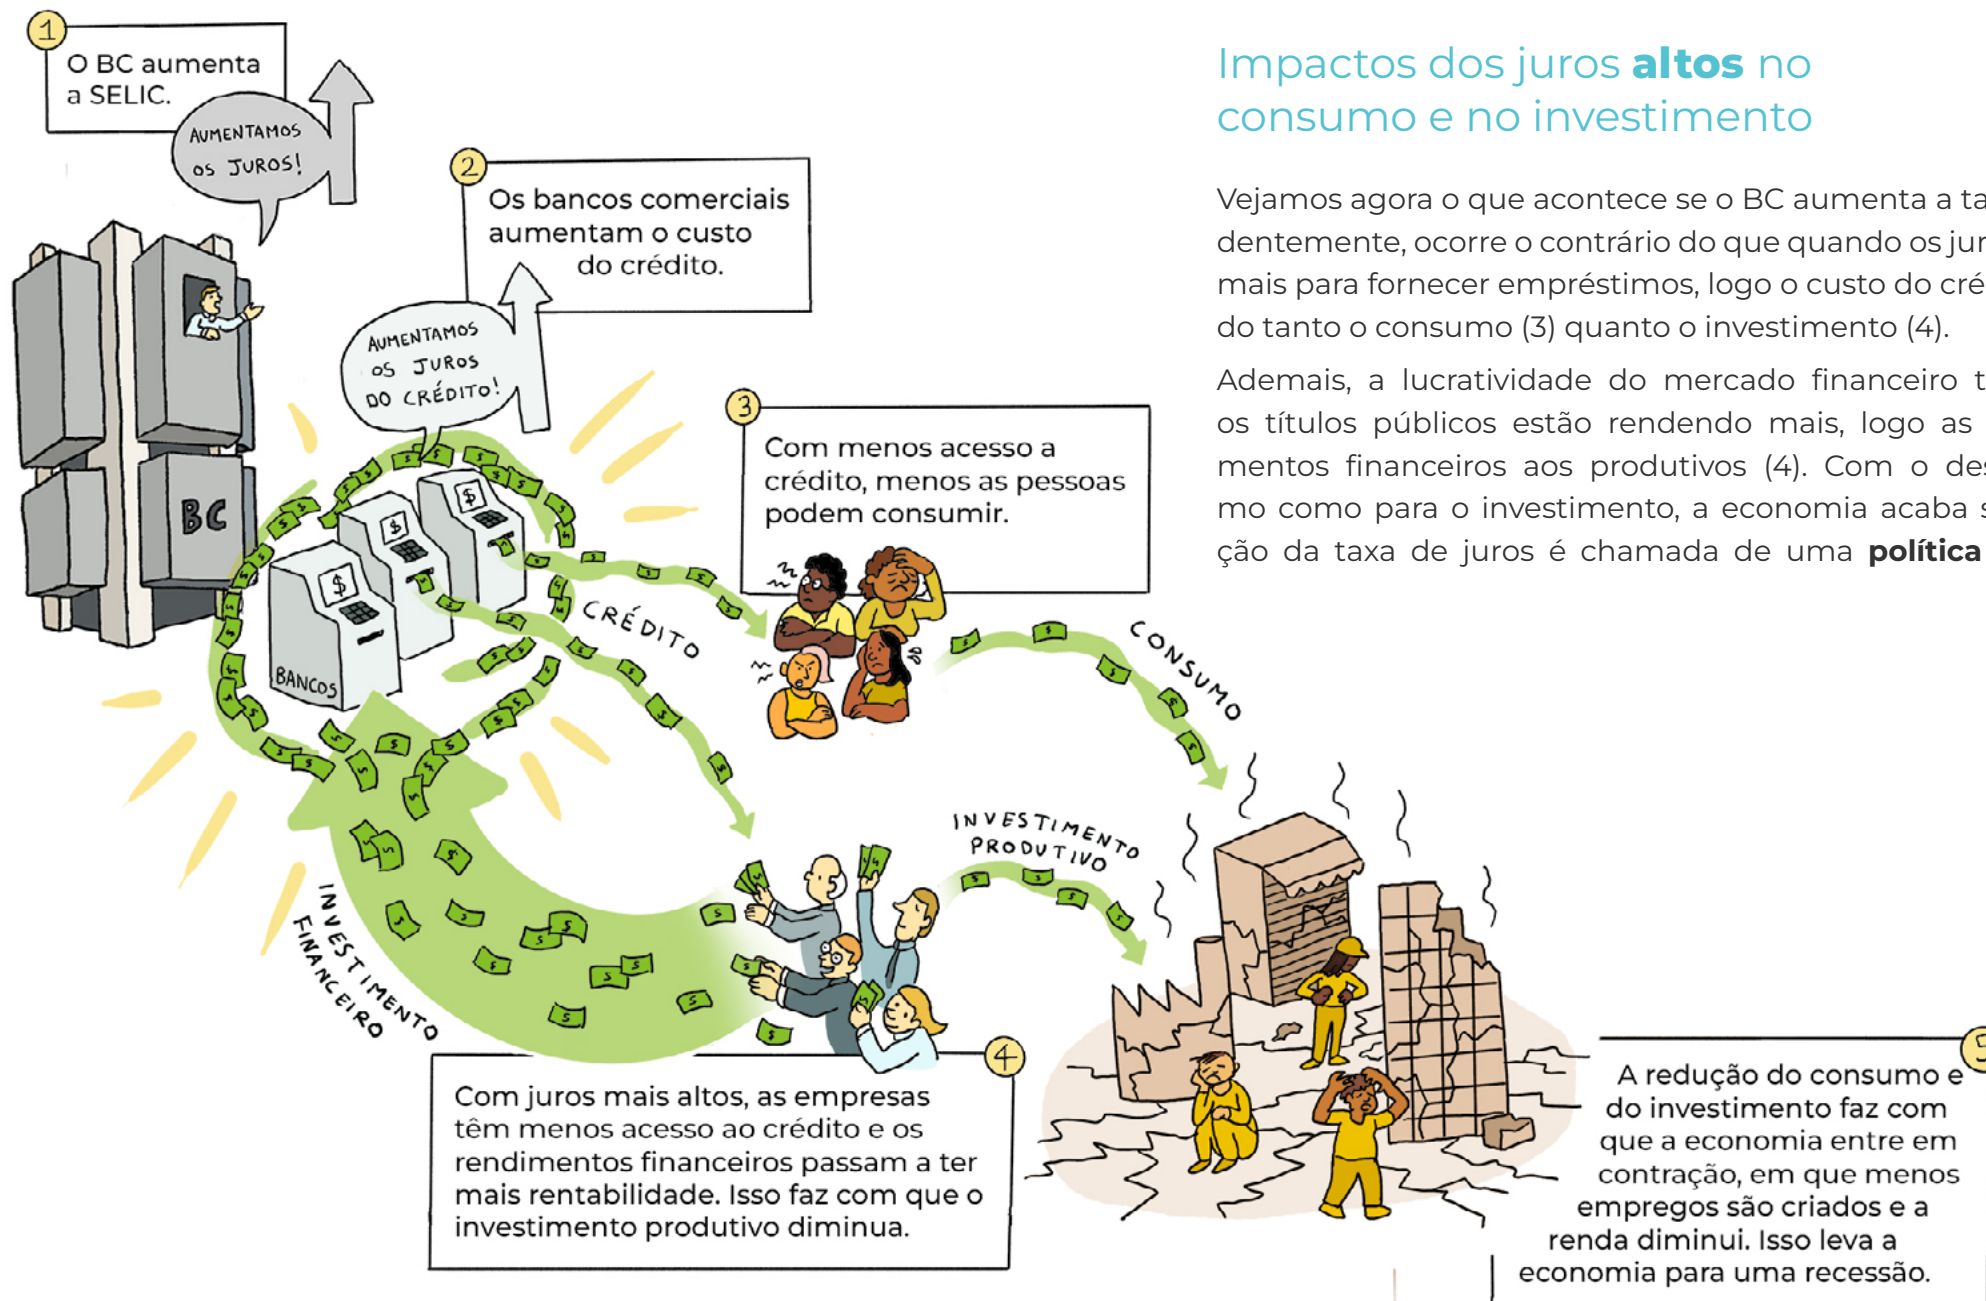 1
O BC aumenta
a SELIC.
AUMENTAMOS
OS JUROS!
BC
2
Os bancos comerciais
aumentam o custo
do crédito.
AUMENTAMOS
OS JUROS
DO CRÉDITO!
BANCOS
CRÉDITO
3
Com menos acesso a
crédito, menos as pessoas
podem consumir.
CONSUMO
INVESTIMENTO
PRODUTIVO
INVESTIMENTO
FINANCEIRO
4
Com juros mais altos, as empresas
têm menos acesso ao crédito e os
rendimentos financeiros passam a ter
mais rentabilidade. Isso faz com que o
investimento produtivo diminua.
5
A redução do consumo e
do investimento faz com
que a economia entre em
contração, em que menos
empregos são criados e a
renda diminui. Isso leva a
economia para uma recessão.
Impactos dos juros altos no
consumo e no investimento
Vejamos agora o que acontece se o BC aumenta a
dentemente, ocorre o contrário do que quando os
mais para fornecer empréstimos, logo o custo do
do tanto o consumo (3) quanto o investimento (4).
Ademais, a lucratividade do mercado financeiro
os títulos públicos estão rendendo mais, logo as
mentos financeiros aos produtivos (4). Com o
mo como para o investimento, a economia acaba
ção da taxa de juros é chamada de uma política